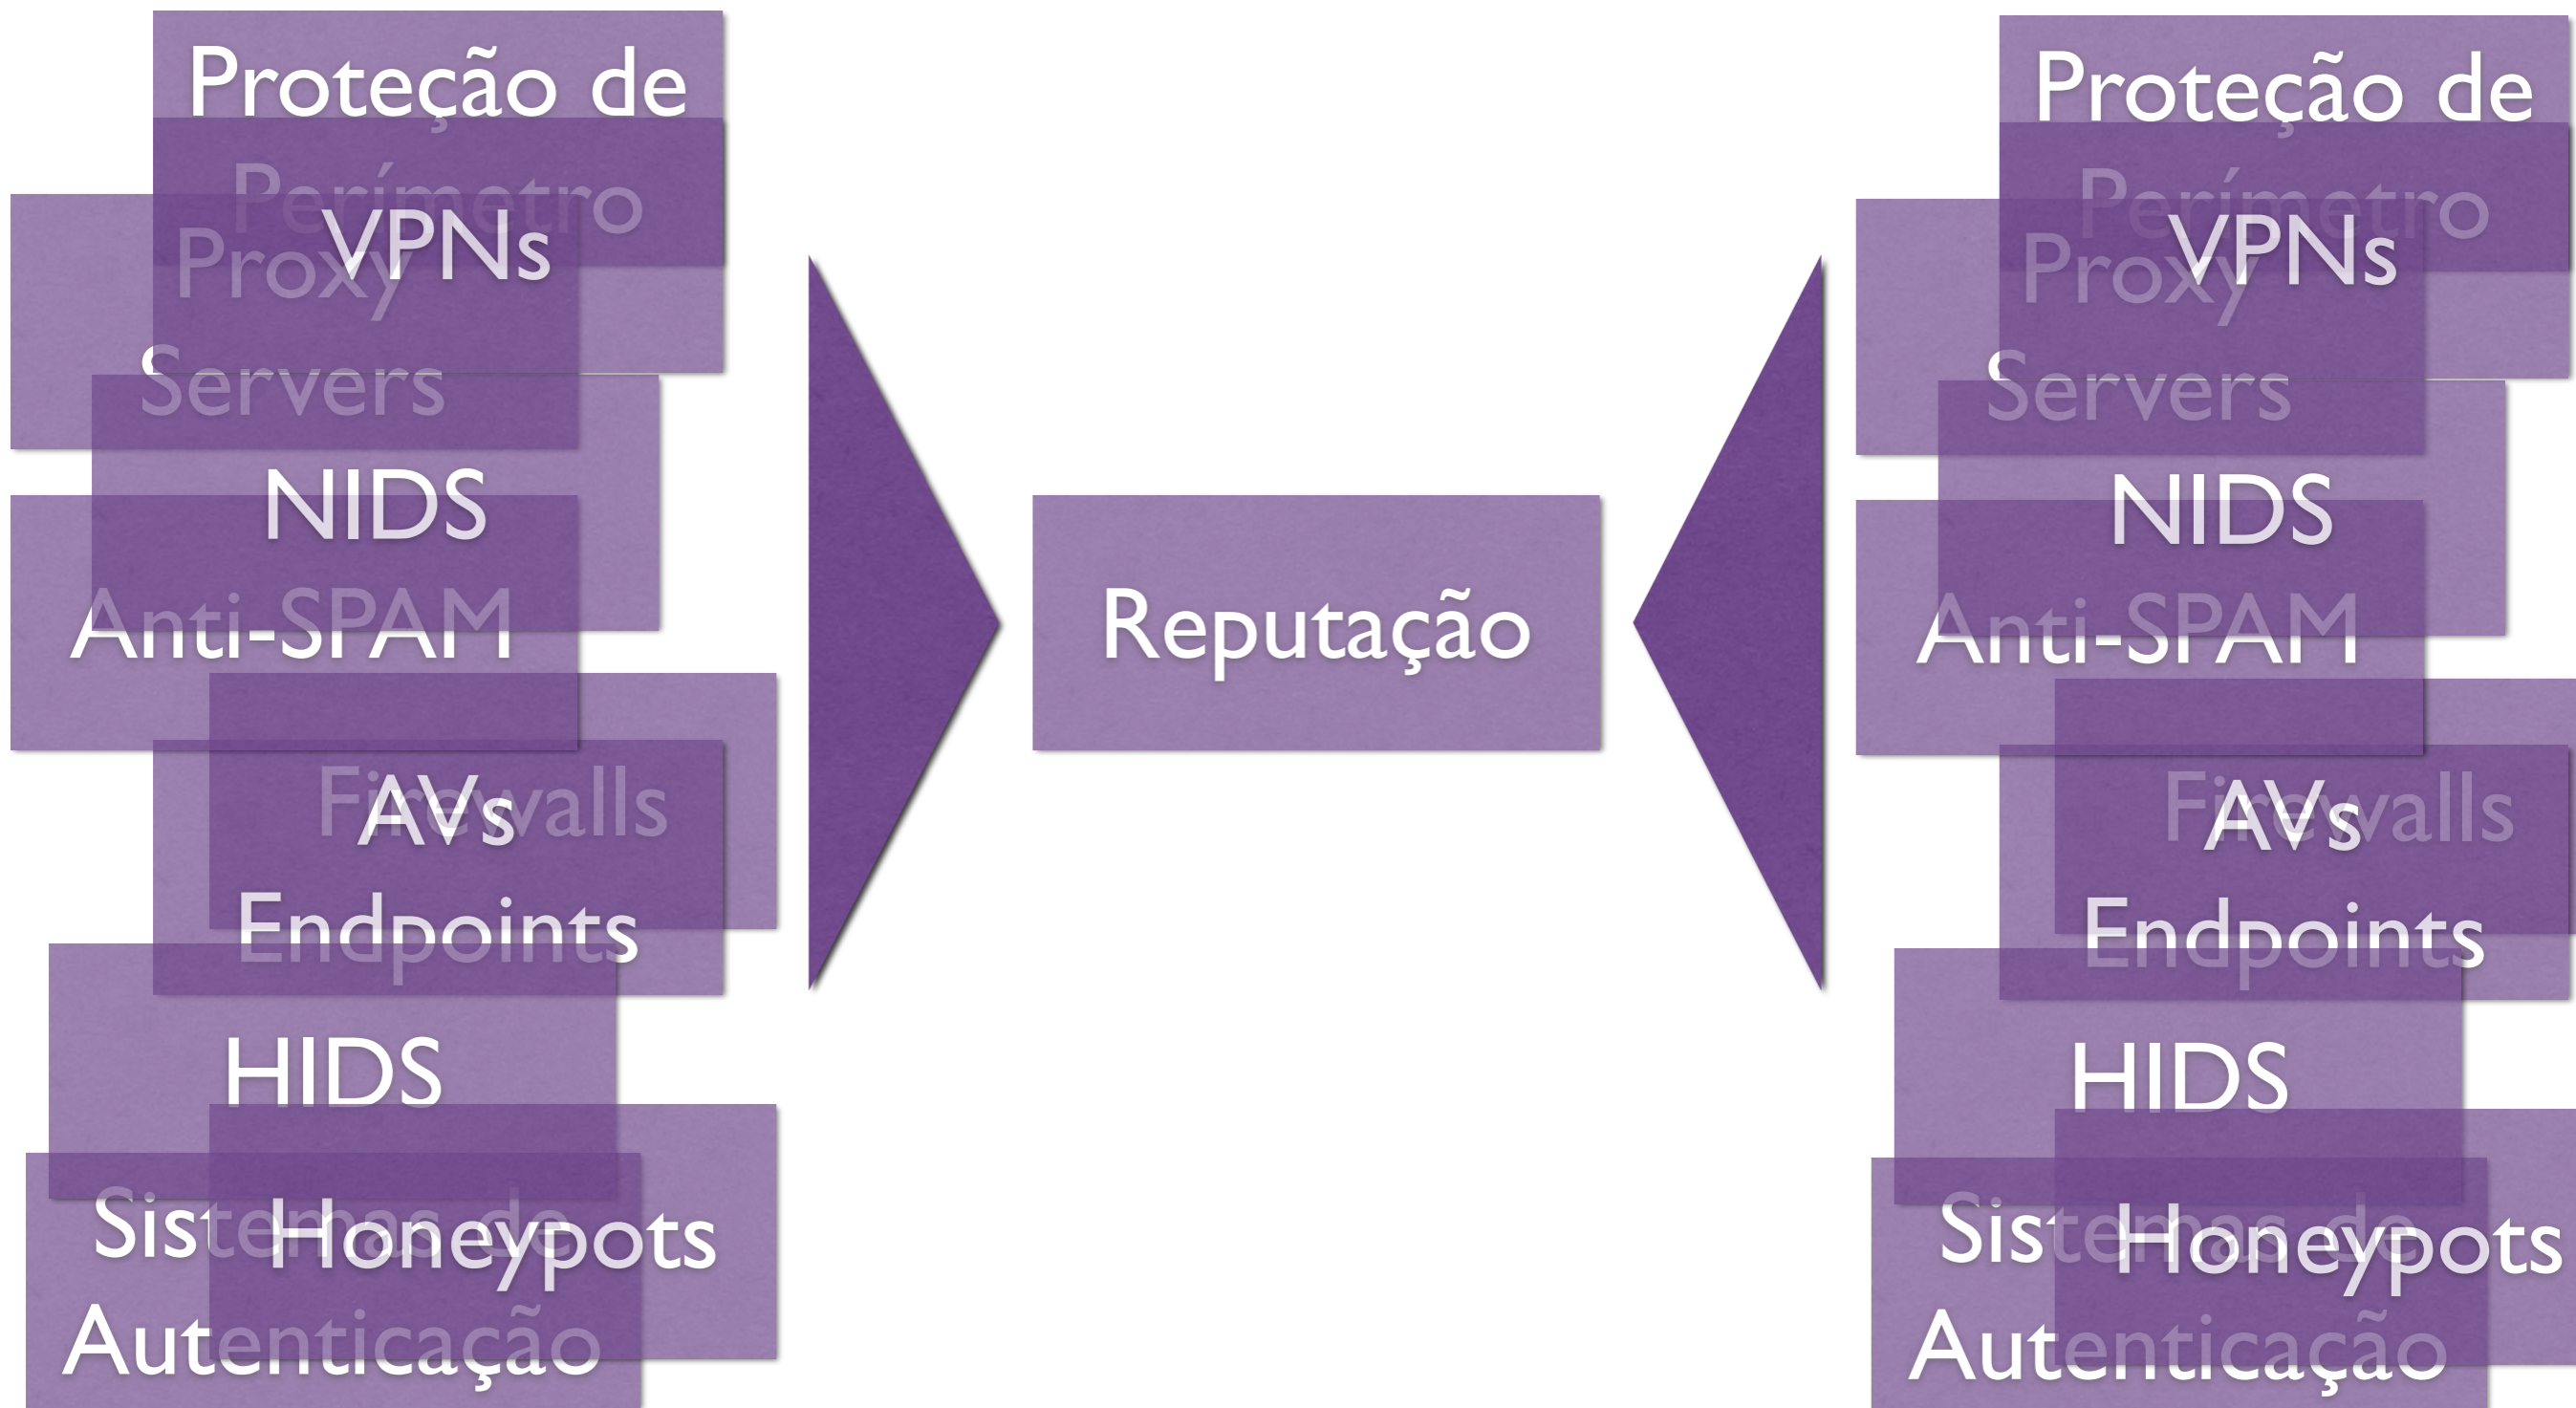 Proteção de
Perímetro
VPNs
Proxy
Servers
NIDS
Anti-SPAM
Firewalls
AVs
Endpoints
HIDS
Honeypots
Sistemas de
Autenticação
Reputação
Proteção de
Perímetro
VPNs
Proxy
Servers
NIDS
Anti-SPAM
Firewalls
AVs
Endpoints
HIDS
Honeypots
Sistemas de
Autenticação